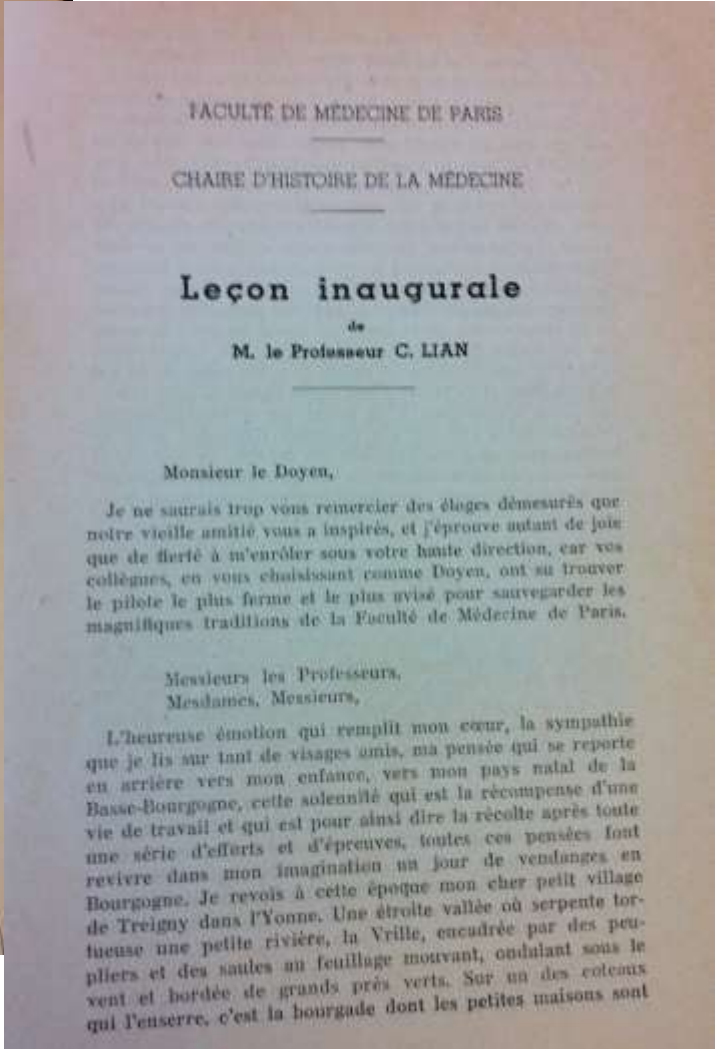 FACULTÉ DE MÉDECINE DE PARIS
CHAIRE D'HISTOIRE DE LA MÉDECINE
Leçon inaugurale
de
M. le Professeur C. LIAN
Monsieur le Doyen,
Je ne saurais trop vous remercier des éloges démesurés que
notre vieille amitié vous a inspirés, et j'éprouve autant de joie
que de fierté à m'enrôler sous votre haute direction, car vos
collègues, en vous choisissant comme Doyen, ont su trouver
le pilote le plus ferme et le plus avisé pour sauvegarder les
magnifiques traditions de la Faculté de Médecine de Paris.
Messieurs les Professeurs,
Mesdames, Messieurs,
L'heureuse émotion qui remplit mon cœur, la sympathie
que je lis sur tant de visages amis, ma pensée qui se reporte
en arrière vers mon enfance, vers mon pays natal de la
Basse-Bourgogne, cette solennité qui est la récompense d'une
vie de travail et qui est pour ainsi dire la récolte après toute
une série d'efforts et d'épreuves, toutes ces pensées font
revivre dans mon imagination un jour de vendanges en
Bourgogne. Je revois à cette époque mon cher petit village
de Treigny dans l'Yonne. Une étroite vallée où serpente tor-
tueuse une petite rivière, la Vrille, encadrée par des peu-
pliers et des saules au feuillage mouvant, ondulant sous le
vent et bordée de grands prés verts. Sur un des coteaux
qui l'enserre, c'est la bourgade dont les petites maisons sont